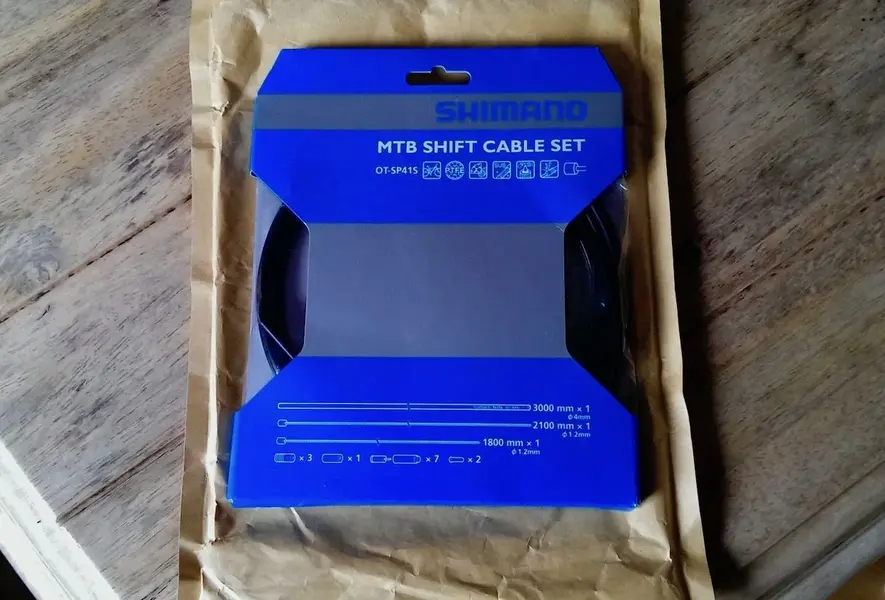 SHIMANO
MTB SHIFT CABLE SET
OT-SP41S PTFE
3000 mm × 1
ϕ4mm
2100 mm × 1
ϕ1.2mm
1800 mm × 1
ϕ1.2mm
× 3 × 1 × 7 × 2